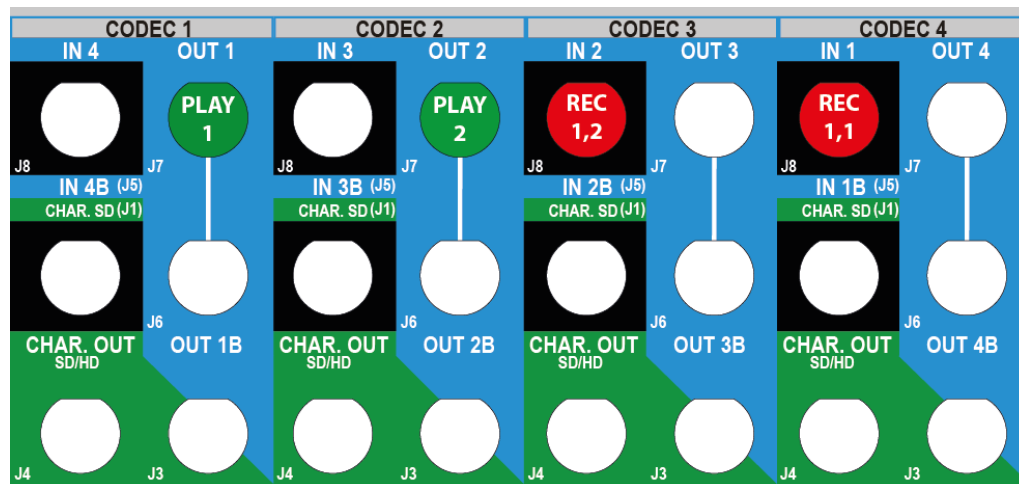 CODEC 1 CODEC 2 CODEC 3 CODEC 4
IN 4 OUT 1 IN 3 OUT 2 IN 2 OUT 3 IN 1 OUT 4
PLAY PLAY REC REC
1 2 1,2 1,1
J8 J7 J8 J7 J8 J7 J8 J7
IN 4B (J5) IN 3B (J5) IN 2B (J5) IN 1B (J5)
CHAR. SD (J1) CHAR. SD (J1) CHAR. SD (J1) CHAR. SD (J1)
J6 J6 J6 J6
CHAR. OUT OUT 1B CHAR. OUT OUT 2B CHAR. OUT OUT 3B CHAR. OUT OUT 4B
SD/HD SD/HD SD/HD SD/HD
J4 J3 J4 J3 J4 J3 J4 J3